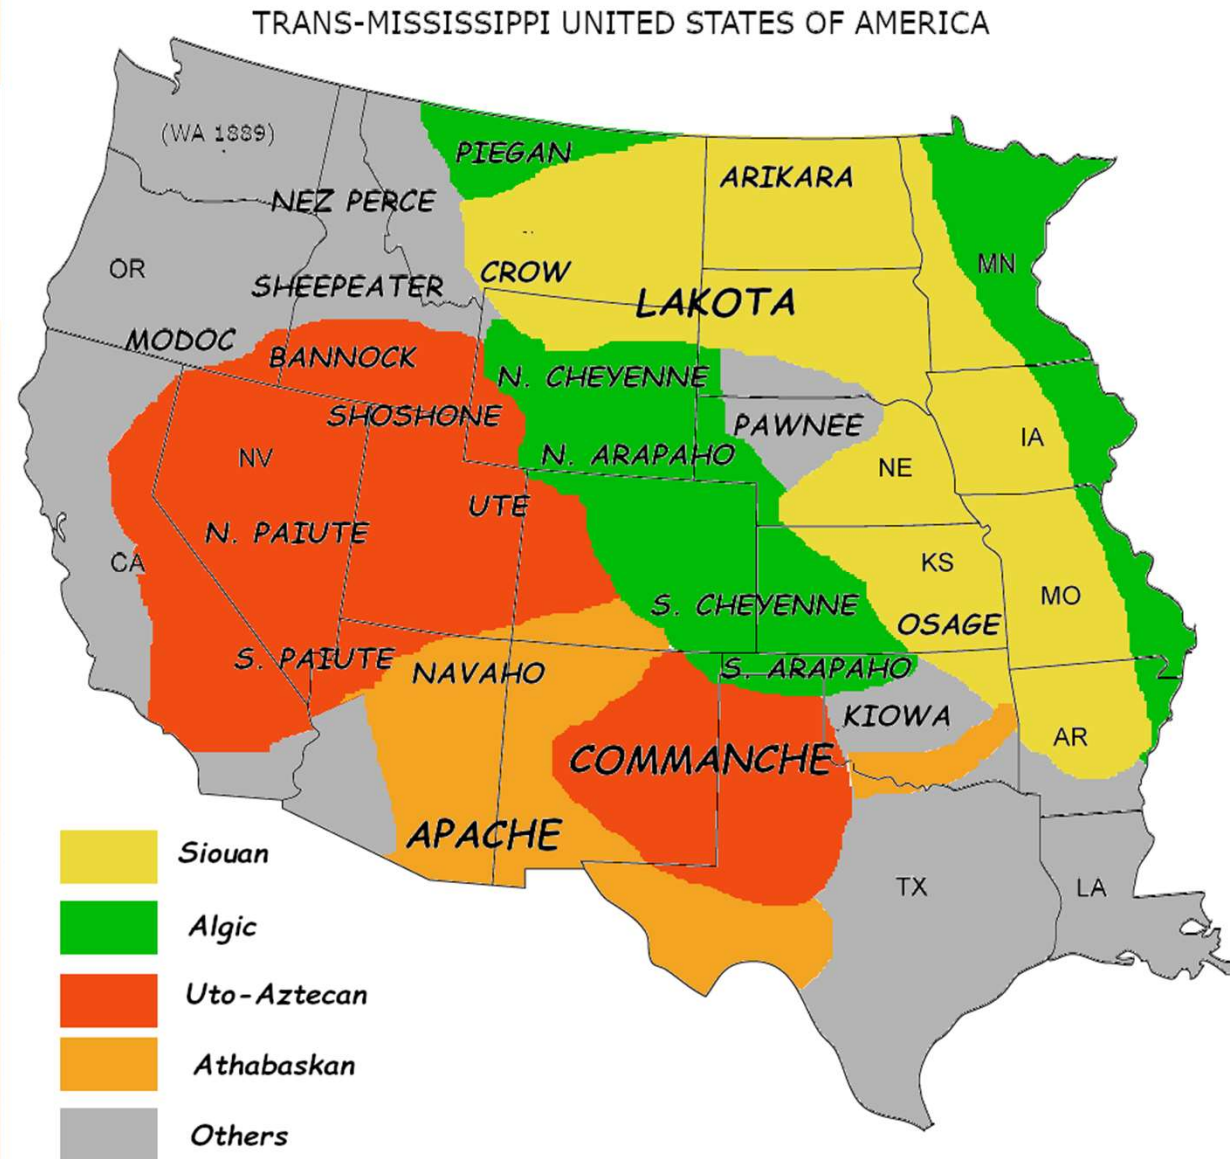 TRANS-MISSISSIPPI UNITED STATES OF AMERICA
(WA 1889)
PIEGAN
ARIKARA
NEZ PERCE
OR
MN
CROW
SHEEPEATER
LAKOTA
MODOC
BANNOCK
N. CHEYENNE
SHOSHONE
PAWNEE
IA
NV
N. ARAPAHO
NE
UTE
N. PAIUTE
CA
KS
MO
S. CHEYENNE
OSAGE
S. PAIUTE
NAVAHO
S. ARAPAHO
KIOWA
AR
COMMANCHE
APACHE
TX
LA
Siouan
Algic
Uto-Aztecan
Athabaskan
Others